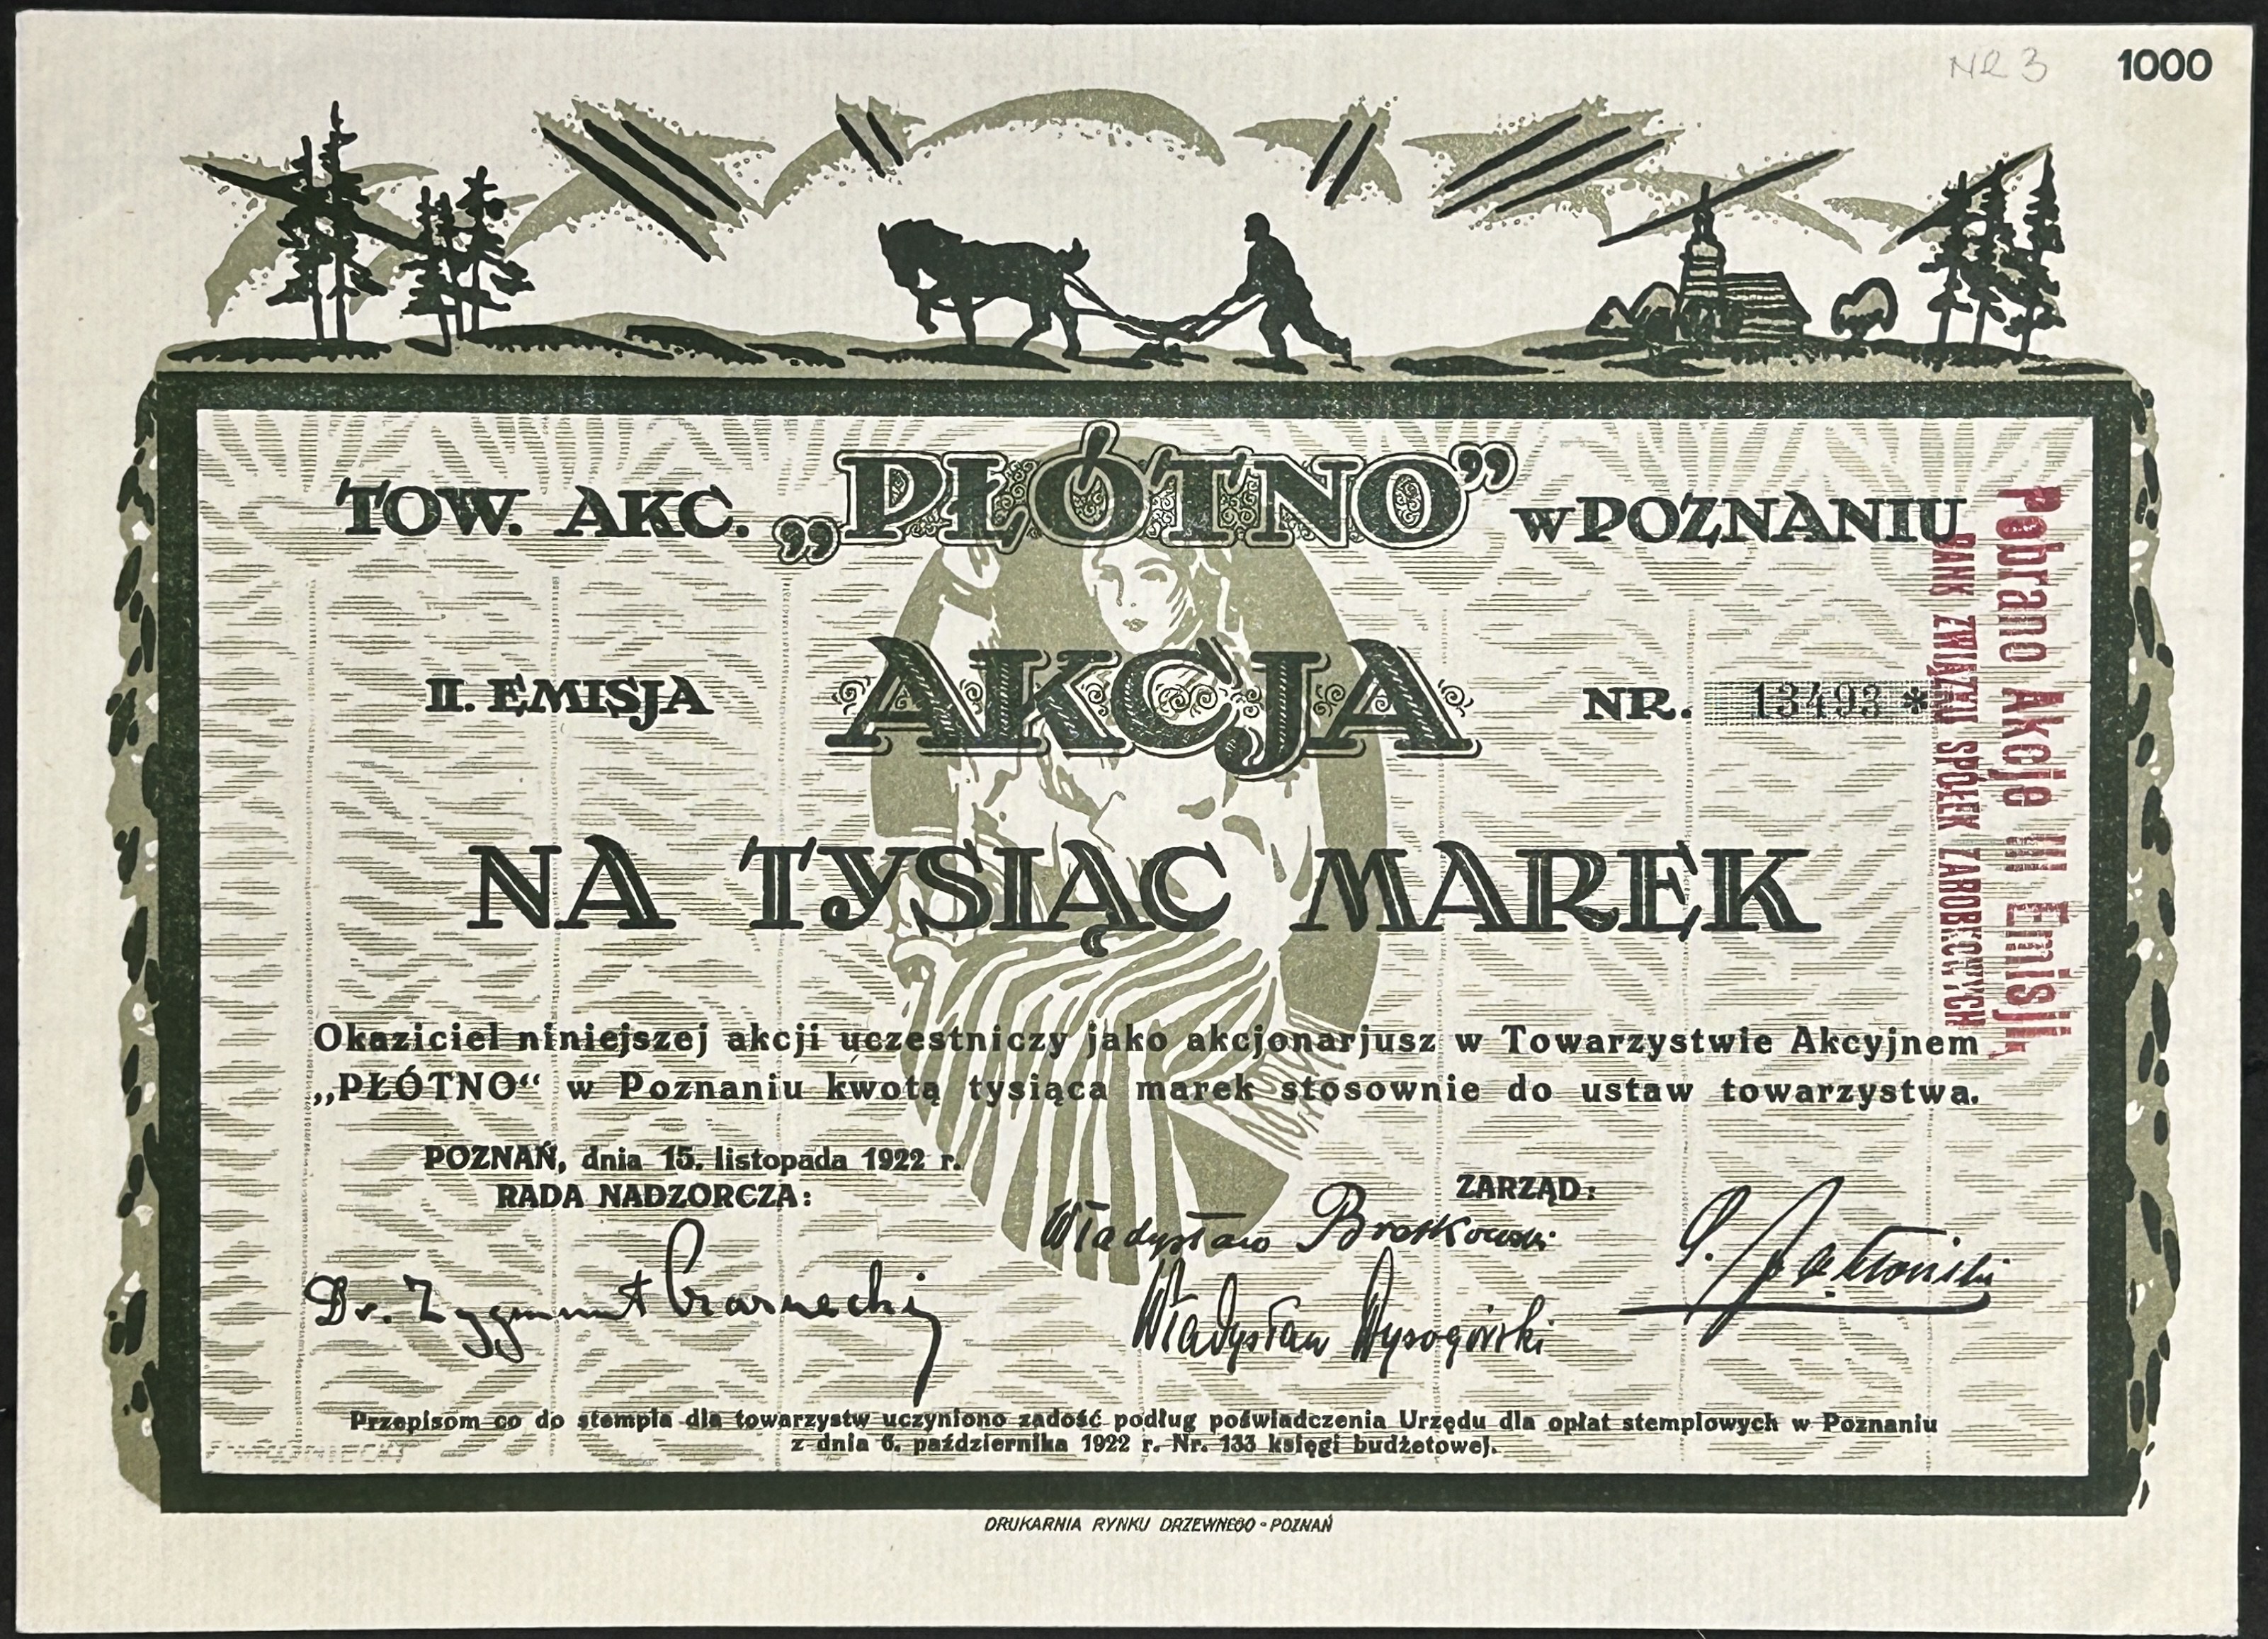 NR 3
1000
TOW. AKC. „PŁÓTNO” w POZNANIU
II. EMISJA AKCJA NR. 13493 *
NA TYSIĄC MAREK
Okaziciel niniejszej akcji uczestniczy jako akcjonarjusz w Towarzystwie Akcyjnem
„PŁÓTNO“ w Poznaniu kwotą tysiąca marek stosownie do ustaw towarzystwa.
POZNAŃ, dnia 15. listopada 1922 r.
RADA NADZORCZA:
ZARZĄD:
Dr. Zygmunt Czarnecki
Władysław
Władysław Wysogórski
Przepisom co do stempla dla towarzystw uczyniono zadość podług poświadczenia Urzędu dla opłat stemplowych w Poznaniu
z dnia 6. października 1922 r. Nr. 133 księgi budżetowej.
DRUKARNIA RYNKU DRZEWNEGO - POZNAŃ
Pobrano Akcje III Emisji,
BANK ZWIĄZKU SPÓŁEK ZAROBKOWYCH